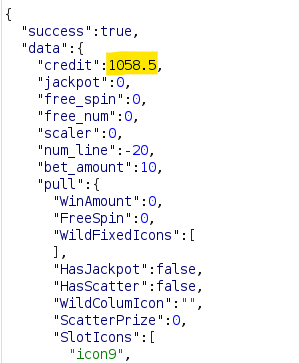 {
"success":true,
"data":{
"credit":1058.5,
"jackpot":0,
"free_spin":0,
"free_num":0,
"scaler":0,
"num_line":-20,
"bet_amount":10,
"pull":{
"WinAmount":0,
"FreeSpin":0,
"WildFixedIcons":[
],
"HasJackpot":false,
"HasScatter":false,
"WildColumIcon":"",
"ScatterPrize":0,
"SlotIcons":[
"icon9",